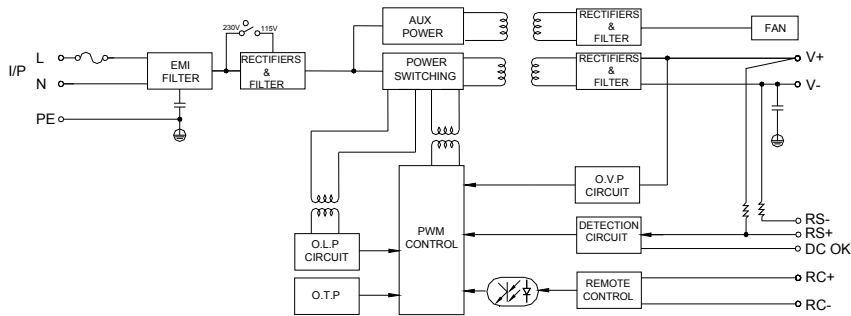 AUX
POWER
RECTIFIERS
&
FILTER
FAN
230V
115V
I/P
L
N
PE
EMI
FILTER
RECTIFIERS
&
FILTER
POWER
SWITCHING
RECTIFIERS
&
FILTER
V+
V-
O.V.P
CIRCUIT
PWM
CONTROL
DETECTION
CIRCUIT
RS-
RS+
DC OK
O.L.P
CIRCUIT
O.T.P
REMOTE
CONTROL
RC+
RC-